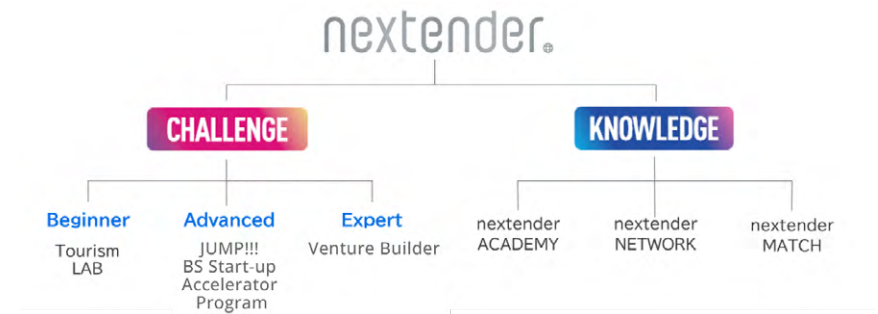 nextender.
CHALLENGE
KNOWLEDGE
Beginner
Tourism
LAB
Advanced
JUMP!!!
BS Start-up
Accelerator
Program
Expert
Venture Builder
nextender
ACADEMY
nextender
NETWORK
nextender
MATCH